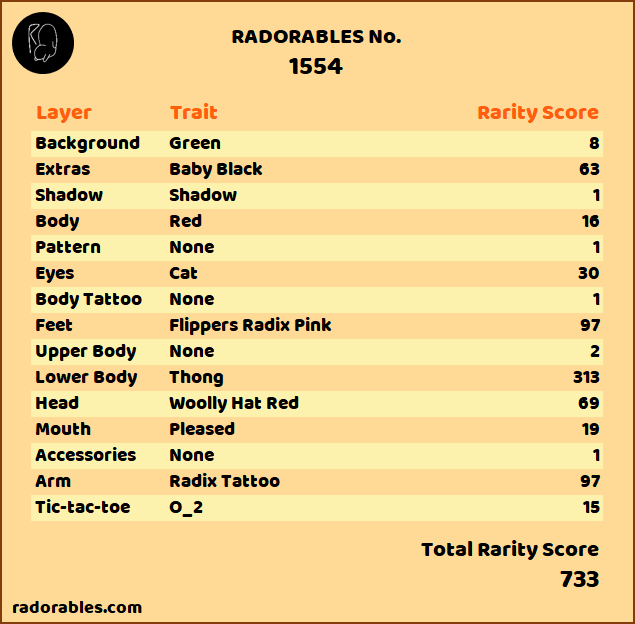 RADORABLES No.
1554
Layer Trait Rarity Score
Background Green 8
Extras Baby Black 63
Shadow Shadow 1
Body Red 16
Pattern None 1
Eyes Cat 30
Body Tattoo None 1
Feet Flippers Radix Pink 97
Upper Body None 2
Lower Body Thong 313
Head Woolly Hat Red 69
Mouth Pleased 19
Accessories None 1
Arm Radix Tattoo 97
Tic-tac-toe O_2 15
Total Rarity Score
733
radorables.com